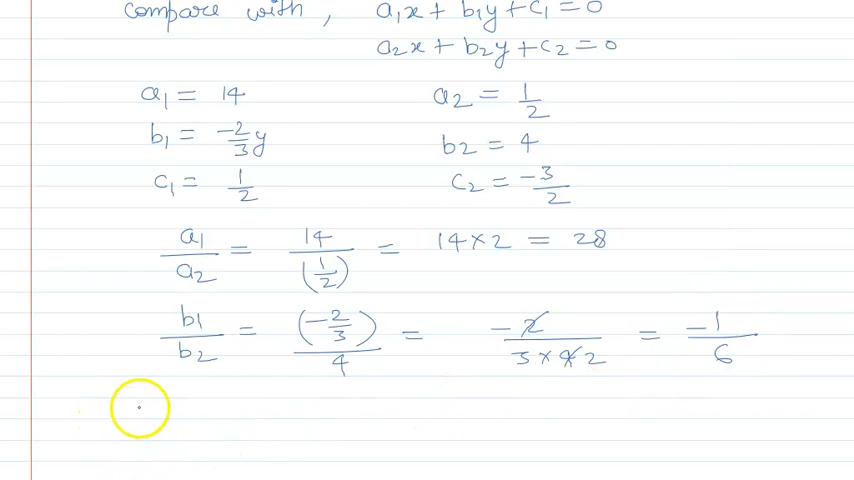 compare with, a₁x + b₁y + c₁ = 0
a₂x + b₂y + c₂ = 0
a₁ = 14 a₂ = 1/2
b₁ = -2/3 y b₂ = 4
c₁ = 1/2 c₂ = -3/2
a₁/a₂ = 14/(1/2) = 14 × 2 = 28
b₁/b₂ = (-2/3)/4 = -2/(3 × 4 2) = -1/6